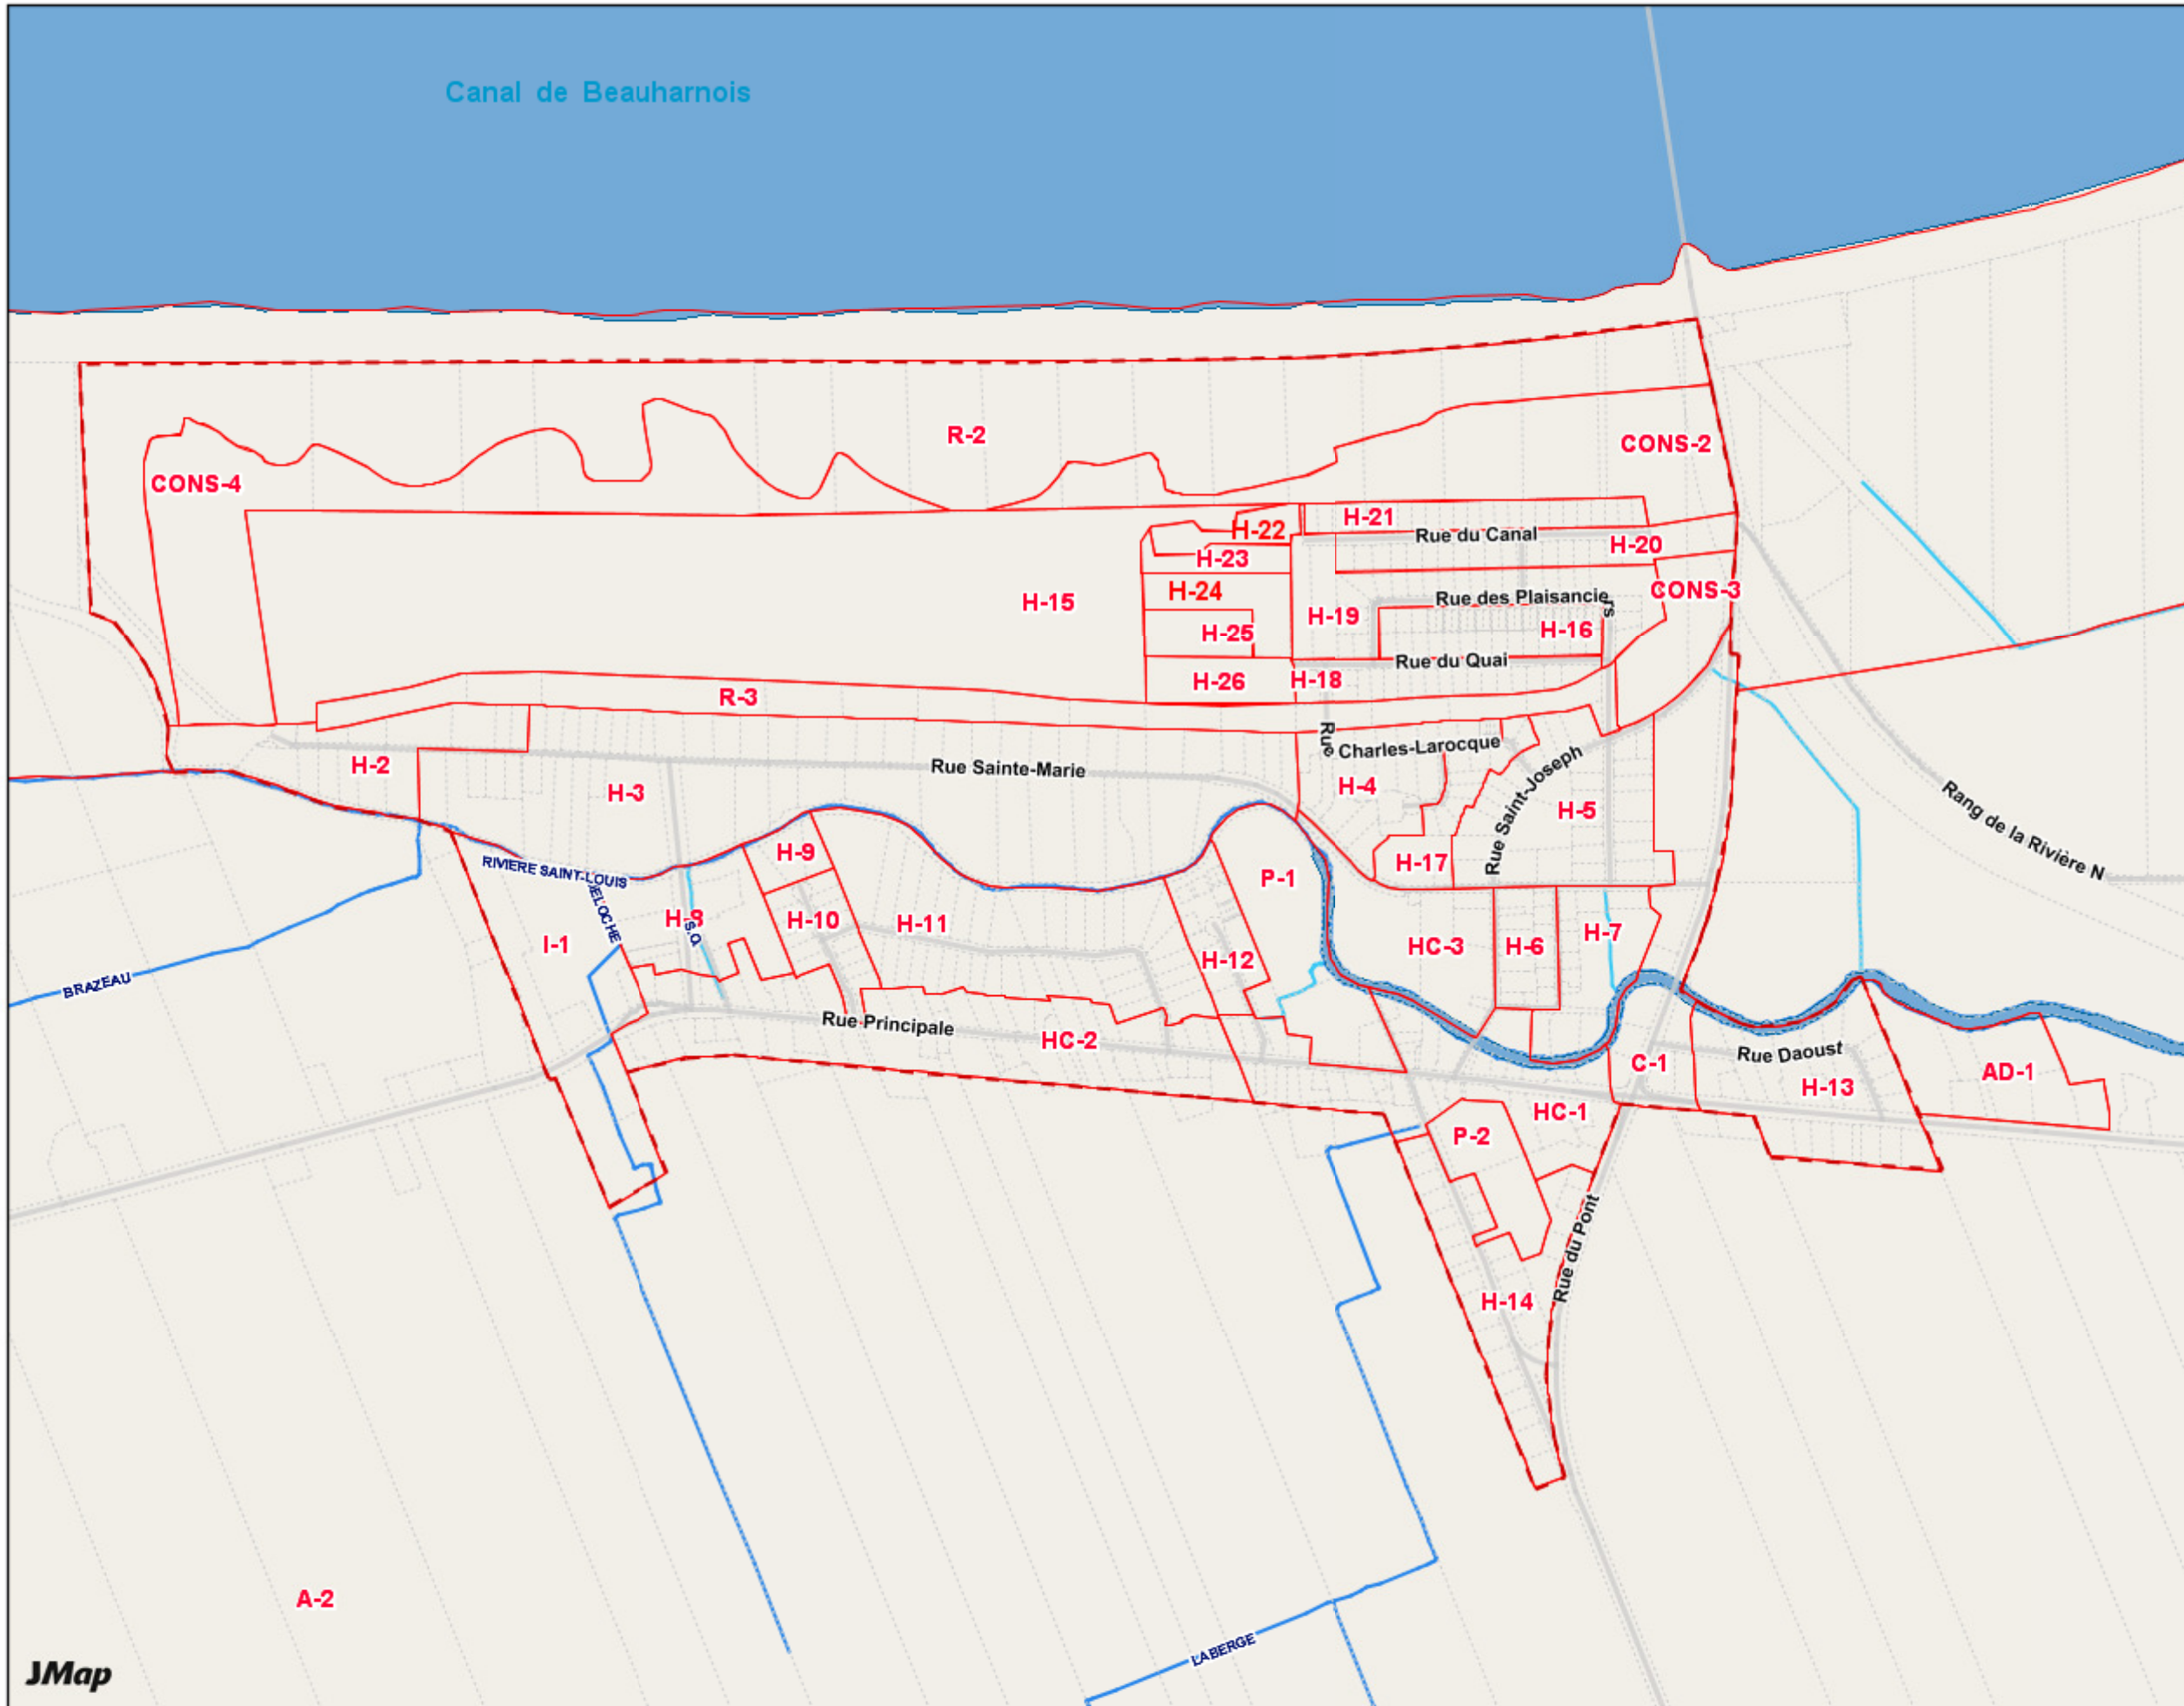 Canal de Beauharnois
R-2
CONS-2
CONS-4
H-21
H-22
Rue du Canal
H-20
H-23
H-24
CONS-3
Rue des Plaisanciers
H-15
H-19
H-25
H-16
Rue du Quai
H-26
H-18
R-3
Rue Charles-Larocque
H-2
Rue Sainte-Marie
H-3
H-4
Rue Saint-Joseph
H-5
Rang de la Rivière N
H-9
H-17
RIVIERE SAINT-LOUIS
P-1
H-8
S.O.
H-10
H-11
I-1
HC-3
H-6
H-7
H-12
BRAZEAU
Rue Principale
HC-2
Rue Daoust
C-1
H-13
AD-1
HC-1
P-2
Rue du Pont
H-14
A-2
LABERGE
JMap